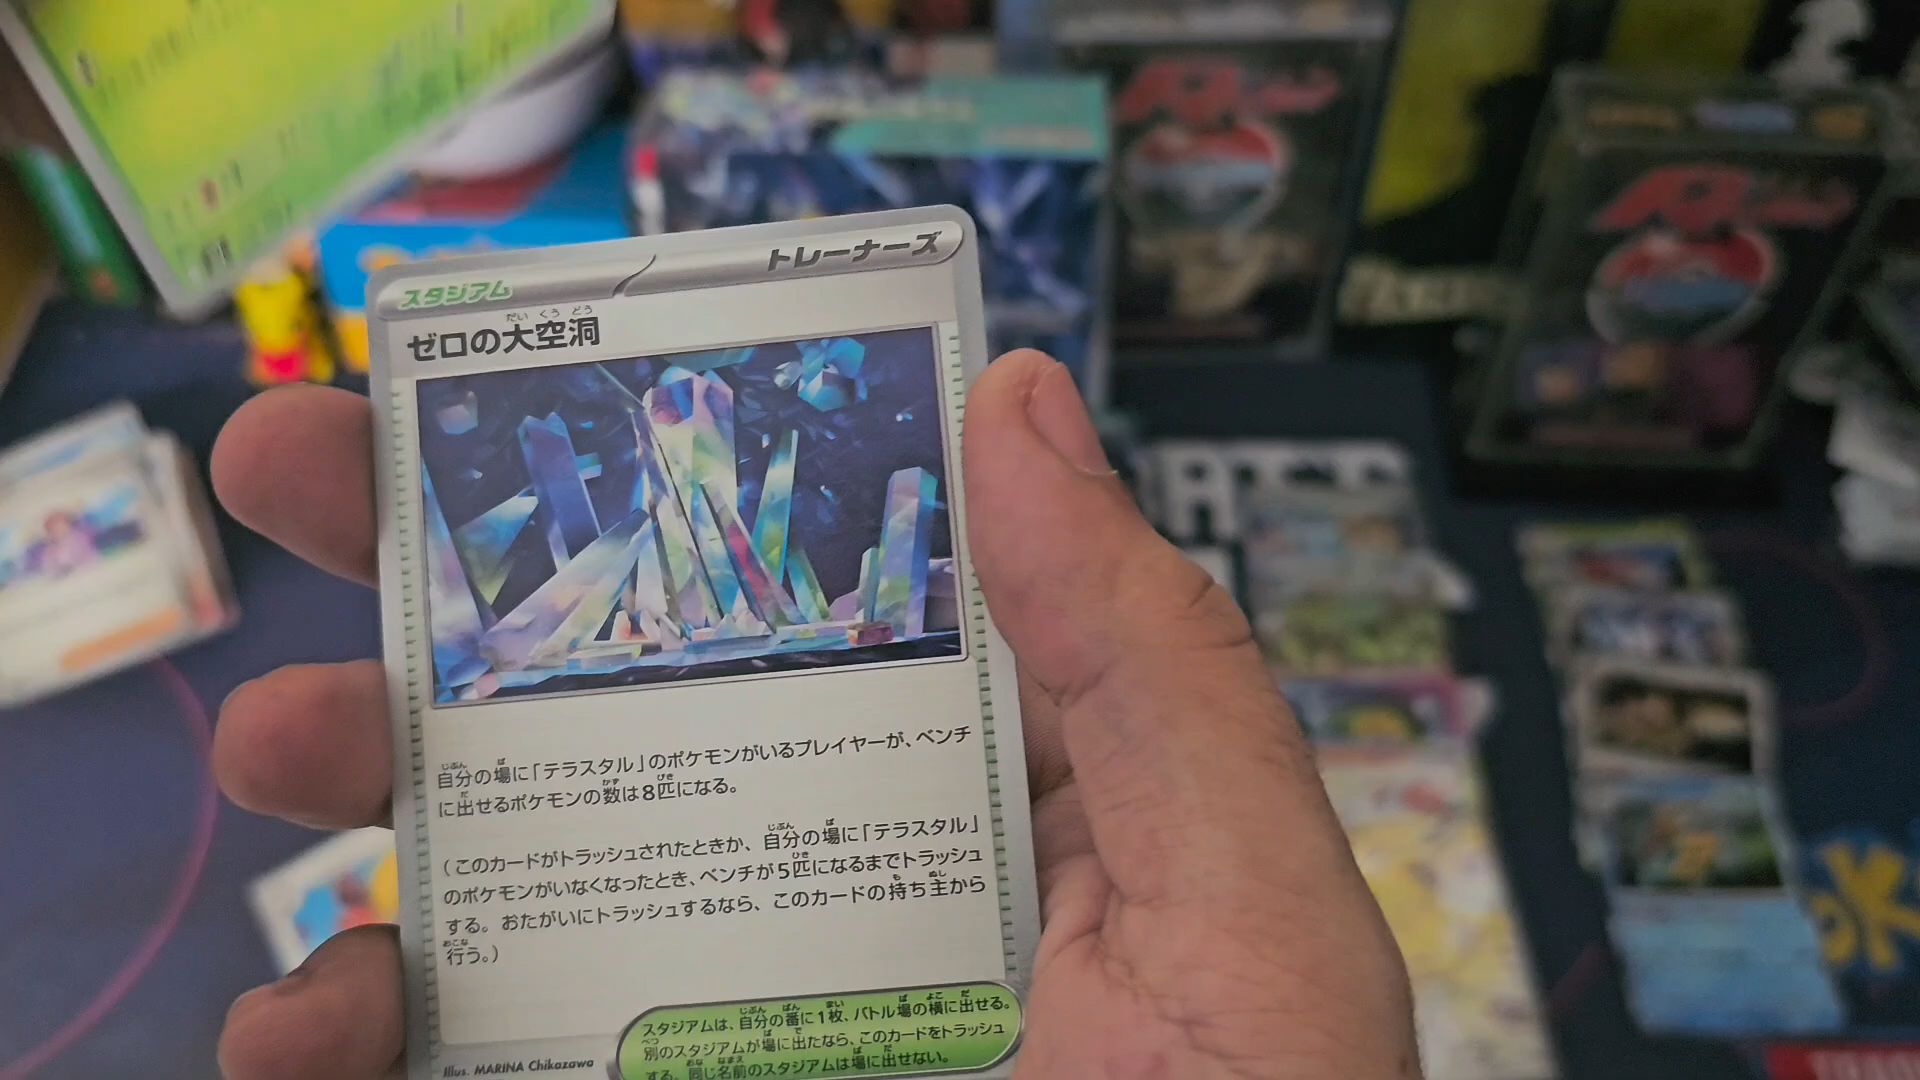 スタジアム
トレーナーズ
ゼロの大空洞
自分の場に「テラスタル」のポケモンがいるプレイヤーが、ベンチ
に出せるポケモンの数は8匹になる。
(このカードがトラッシュされたときか、自分の場に「テラスタル」
のポケモンがいなくなったとき、ベンチが5匹になるまでトラッシュ
する。おたがいにトラッシュするなら、このカードの持ち主から
行う。)
スタジアムは、自分の番に1枚、バトル場の横に出せる。
別のスタジアムが場に出たなら、このカードをトラッシュ
する。同じ名前のスタジアムは場に出せない。
Illus. MARINA Chikazawa